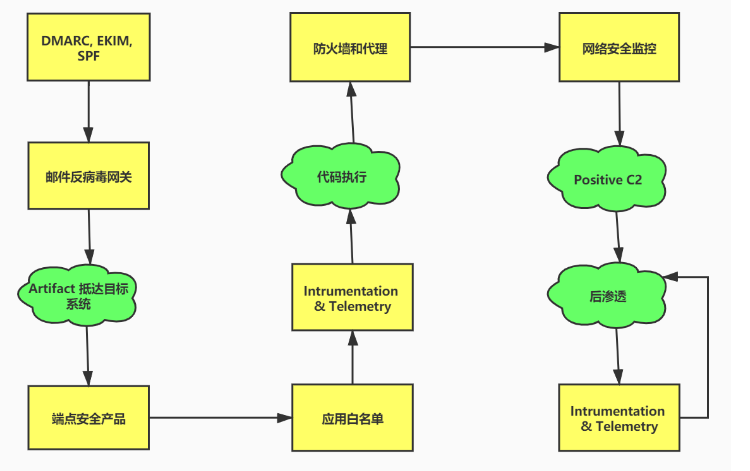 DMARC, EKIM,
SPF
邮件反病毒网关
Artifact 抵达目标
系统
端点安全产品
应用白名单
Intrumentation
& Telemetry
代码执行
防火墙和代理
网络安全监控
Positive C2
后渗透
Intrumentation
& Telemetry